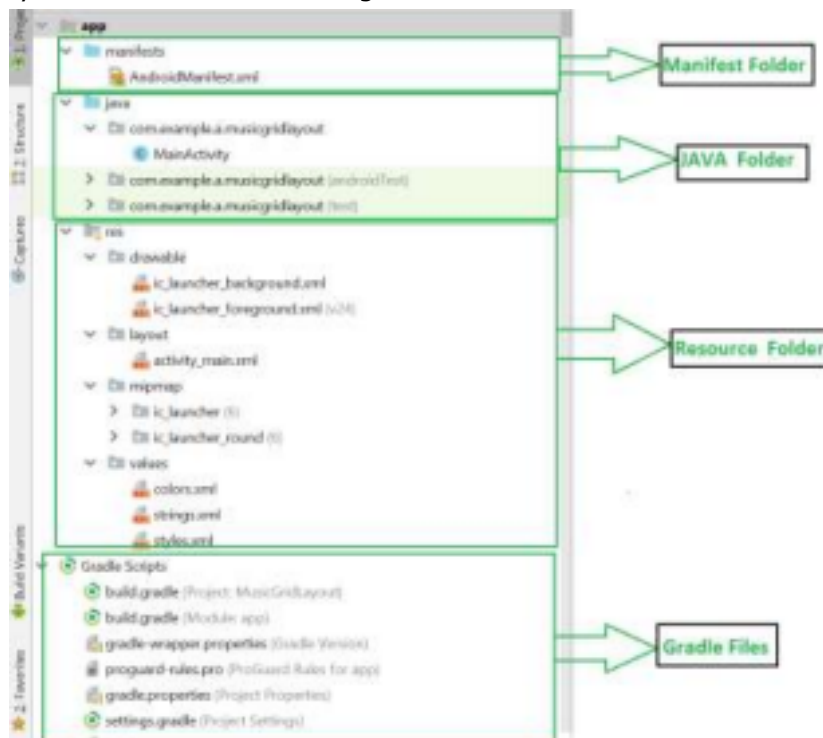 1: Proje
app
manifests
AndroidManifest.xml
Manifest Folder
java
com.example.a.musicgridlayout
MainActivity
com.example.a.musicgridlayout (androidTest)
com.example.a.musicgridlayout (test)
JAVA Folder
2: Structure
Captures
res
drawable
ic_launcher_background.xml
ic_launcher_foreground.xml (v24)
layout
activity_main.xml
Resource Folder
mipmap
ic_launcher (6)
ic_launcher_round (6)
values
colors.xml
strings.xml
styles.xml
Build Variants
2: Favorites
Gradle Scripts
build.gradle (Project: MusicGridLayout)
build.gradle (Module: app)
gradle-wrapper.properties (Gradle Version)
proguard-rules.pro (ProGuard Rules for app)
gradle.properties (Project Properties)
settings.gradle (Project Settings)
Gradle Files